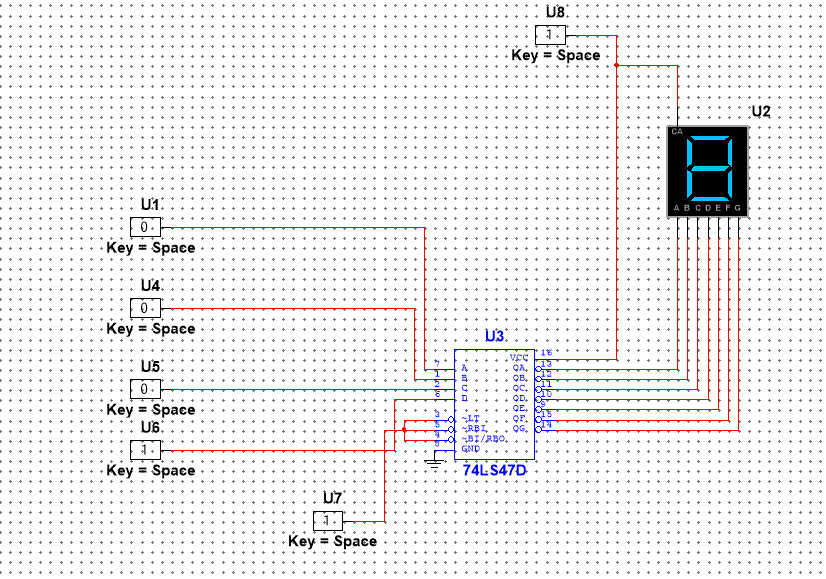 U8
1
Key = Space
U2
CA
A B C D E F G
U1
0
Key = Space
U4
0
Key = Space
U5
0
Key = Space
U6
1
Key = Space
U7
1
Key = Space
U3
7 A
1 B
2 C
6 D
3 ~LT
5 ~RBI
4 ~BI/RBO
8 GND
VCC 16
QA 13
QB 12
QC 11
QD 10
QE 9
QF 15
QG 14
74LS47D